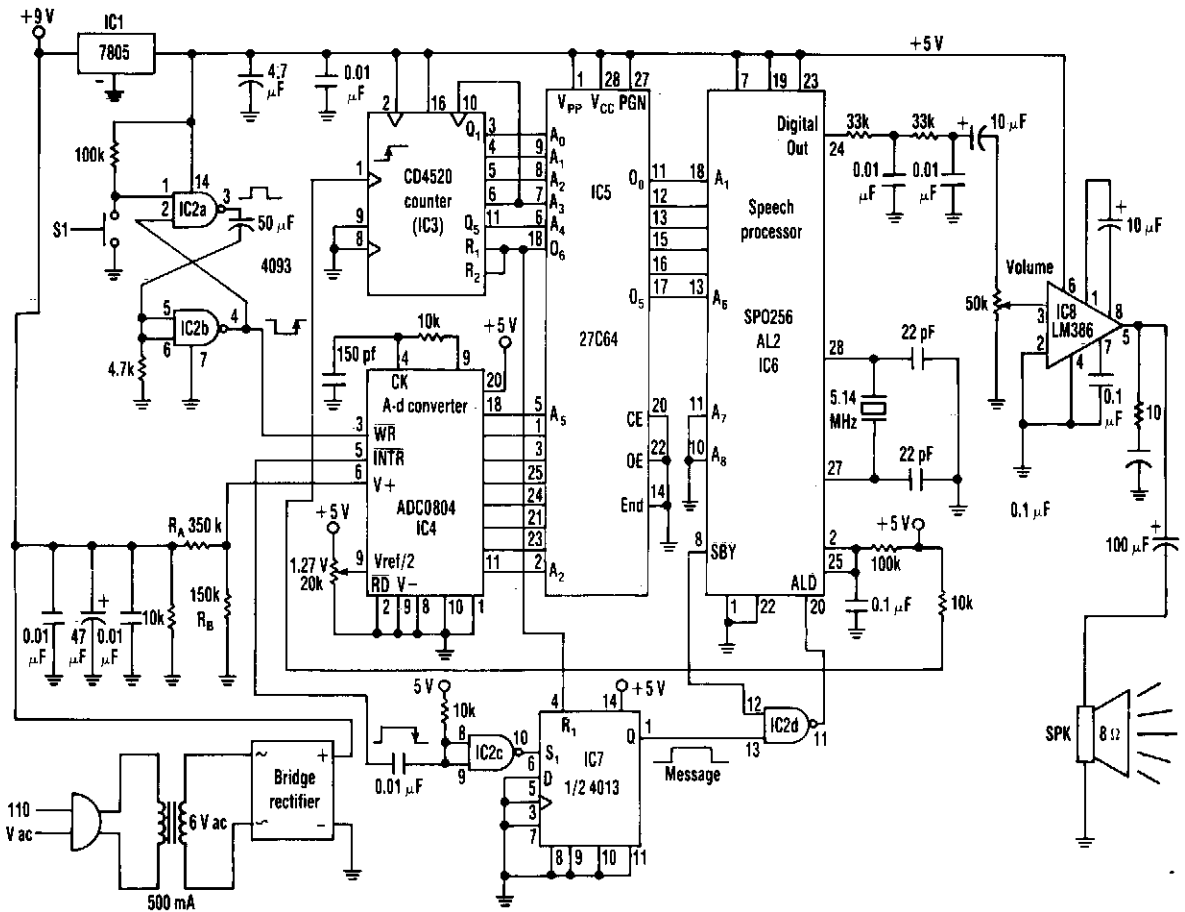 +9 V
IC1
7805
+5 V
4.7 μF
0.01 μF
2
16
10
1
28
27
VPP
VCC
PGN
7
19
23
100k
1
2
14
IC2a
3
50 μF
S1
4093
5
6
IC2b
4
7
4.7k
1
9
8
CD4520
counter
(IC3)
Q1
3
4
5
6
Q5
11
R1
R2
A0
9
A1
8
A2
7
A3
6
A4
18
O6
IC5
27C64
O0
11
12
13
15
16
O5
17
18
A1
13
A6
Speech
processor
SPO256
AL2
IC6
Digital
Out
24
33k
33k
0.01 μF
0.01 μF
10 μF
10 μF
Volume
50k
6
1
8
3
IC8
LM386
5
2
4
7
0.1 μF
10
0.1 μF
100 μF
SPK
8 Ω
10k
+5 V
150 pf
4
9
20
CK
A-d converter
18
5
A5
1
3
25
24
21
23
11
2
A2
3
WR
5
INTR
6
V+
ADC0804
IC4
+5 V
1.27 V
20k
9
Vref/2
RD
V-
2
9
8
10
1
CE
20
OE
22
End
14
11
A7
10
A8
28
22 pF
5.14
MHz
27
22 pF
8
SBY
2
25
ALD
20
1
22
+5 V
100k
0.1 μF
10k
RA 350 k
150k
RB
0.01 μF
47 μF
0.01 μF
10k
5 V
10k
8
9
IC2c
10
0.01 μF
4
R1
14
+5 V
S1
6
D
5
3
7
IC7
1/2 4013
Q
1
8
9
10
11
Message
12
13
IC2d
11
110
V ac
6 V ac
500 mA
Bridge
rectifier
~
~
+
−